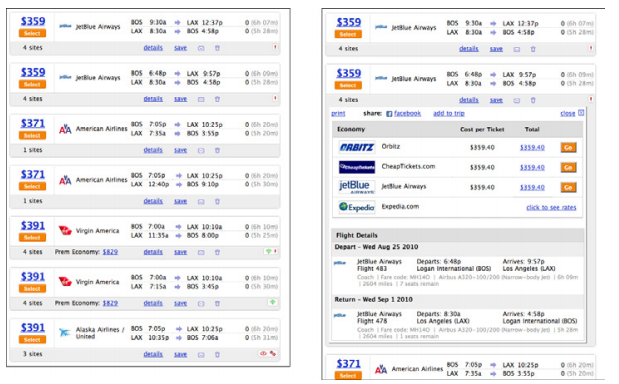 $359 jetBlue JetBlue Airways BOS 9:30a LAX 12:37p 0 (6h 07m)
Select LAX 8:30a BOS 4:58p 0 (5h 28m)
4 sites details save
$359 jetBlue JetBlue Airways BOS 6:48p LAX 9:57p 0 (6h 09m)
Select LAX 8:30a BOS 4:58p 0 (5h 28m)
4 sites details save
$371 AA American Airlines BOS 7:05p LAX 10:25p 0 (6h 20m)
Select LAX 7:35a BOS 3:55p 0 (5h 20m)
1 sites details save
$371 AA American Airlines BOS 7:05p LAX 10:25p 0 (6h 20m)
Select LAX 12:40p BOS 9:10p 0 (5h 30m)
1 sites details save
$391 Virgin America BOS 7:00a LAX 10:10a 0 (6h 10m)
Select LAX 11:35a BOS 8:00p 0 (5h 25m)
4 sites Prem Economy: $829 details save
$391 Virgin America BOS 7:00a LAX 10:10a 0 (6h 10m)
Select LAX 7:15a BOS 3:45p 0 (5h 30m)
4 sites Prem Economy: $829 details save
$391 Alaska Airlines / United BOS 7:05p LAX 10:25p 0 (6h 20m)
Select LAX 10:35p BOS 7:06a 0 (5h 31m)
3 sites details save
$359 jetBlue JetBlue Airways BOS 9:30a LAX 12:37p 0 (6h 07m)
Select LAX 8:30a BOS 4:58p 0 (5h 28m)
4 sites details save
$359 jetBlue JetBlue Airways BOS 6:48p LAX 9:57p 0 (6h 09m)
Select LAX 8:30a BOS 4:58p 0 (5h 28m)
4 sites details save
print share: facebook add to trip close
Economy Cost per Ticket Total
ORBITZ Orbitz $359.40 $359.40 Go
CheapTickets CheapTickets.com $359.40 $359.40 Go
jetBlue AIRWAYS JetBlue Airways $359.40 $359.40 Go
Expedia Expedia.com click to see rates
Flight Details
Depart - Wed Aug 25 2010
jetBlue JetBlue Airways Departs: 6:48p Arrives: 9:57p
Flight 483 Logan International (BOS) Los Angeles (LAX)
Coach | Fare code: MH14O | Airbus A320-100/200 (Narrow-body jet) | 6h 09m
| 2604 miles | 7 seats remain
Return - Wed Sep 1 2010
jetBlue JetBlue Airways Departs: 8:30a Arrives: 4:58p
Flight 478 Los Angeles (LAX) Logan International (BOS)
Coach | Fare code: MH14O | Airbus A320-100/200 (Narrow-body jet) | 5h 28m
| 2604 miles | 1 seats remain
$371 AA American Airlines BOS 7:05p LAX 10:25p 0 (6h 20m)
LAX 7:35a BOS 3:55p 0 (5h 20m)